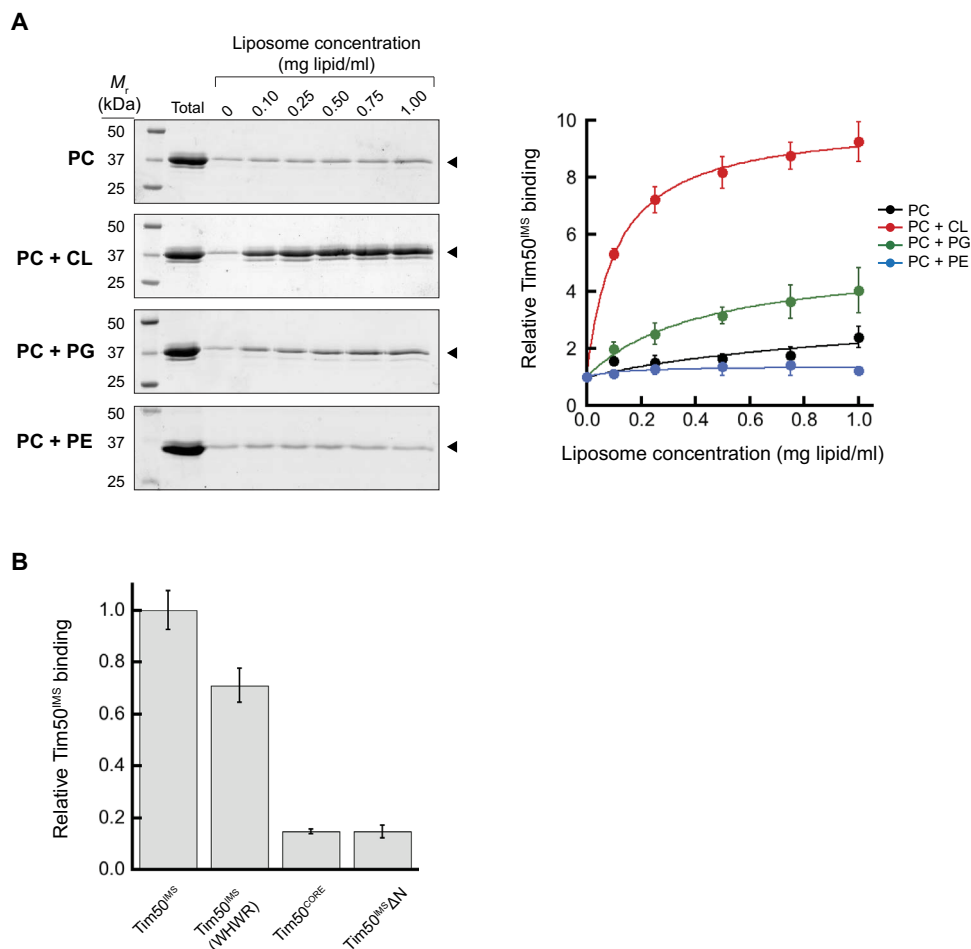 A
Liposome concentration
(mg lipid/ml)
Mr
(kDa)
Total
0
0.10
0.25
0.50
0.75
1.00
PC
50
37
25
PC + CL
50
37
25
PC + PG
50
37
25
PC + PE
50
37
25
Relative Tim50IMS binding
10
8
6
4
2
0
0.0 0.2 0.4 0.6 0.8 1.0
Liposome concentration (mg lipid/ml)
PC
PC + CL
PC + PG
PC + PE
B
Relative Tim50IMS binding
1.0
0.8
0.6
0.4
0.2
0.0
Tim50IMS
Tim50IMS
(WHWR)
Tim50CORE
Tim50IMSΔN